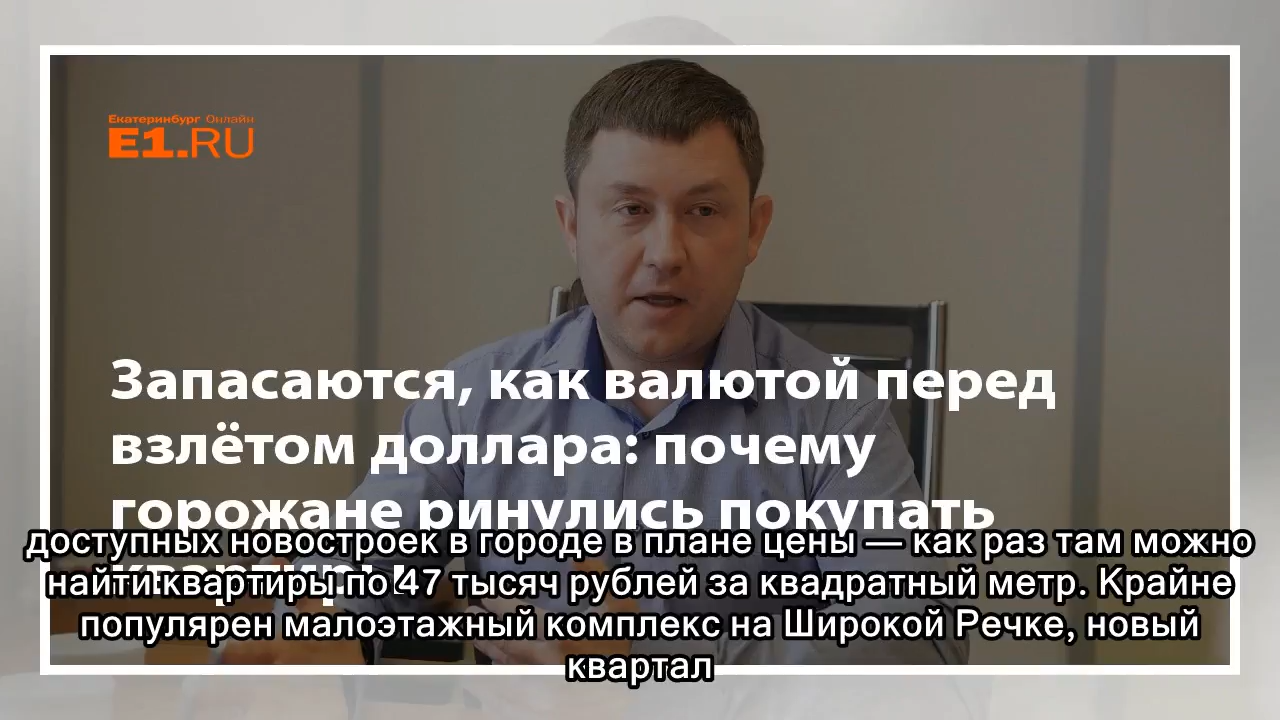 Екатеринбург Онлайн
E1.RU
Запасаются, как валютой перед
взлётом доллара: почему
горожане ринулись покупать
квартиры
доступных новостроек в городе в плане цены — как раз там можно
найти квартиры по 47 тысяч рублей за квадратный метр. Крайне
популярен малоэтажный комплекс на Широкой Речке, новый
квартал